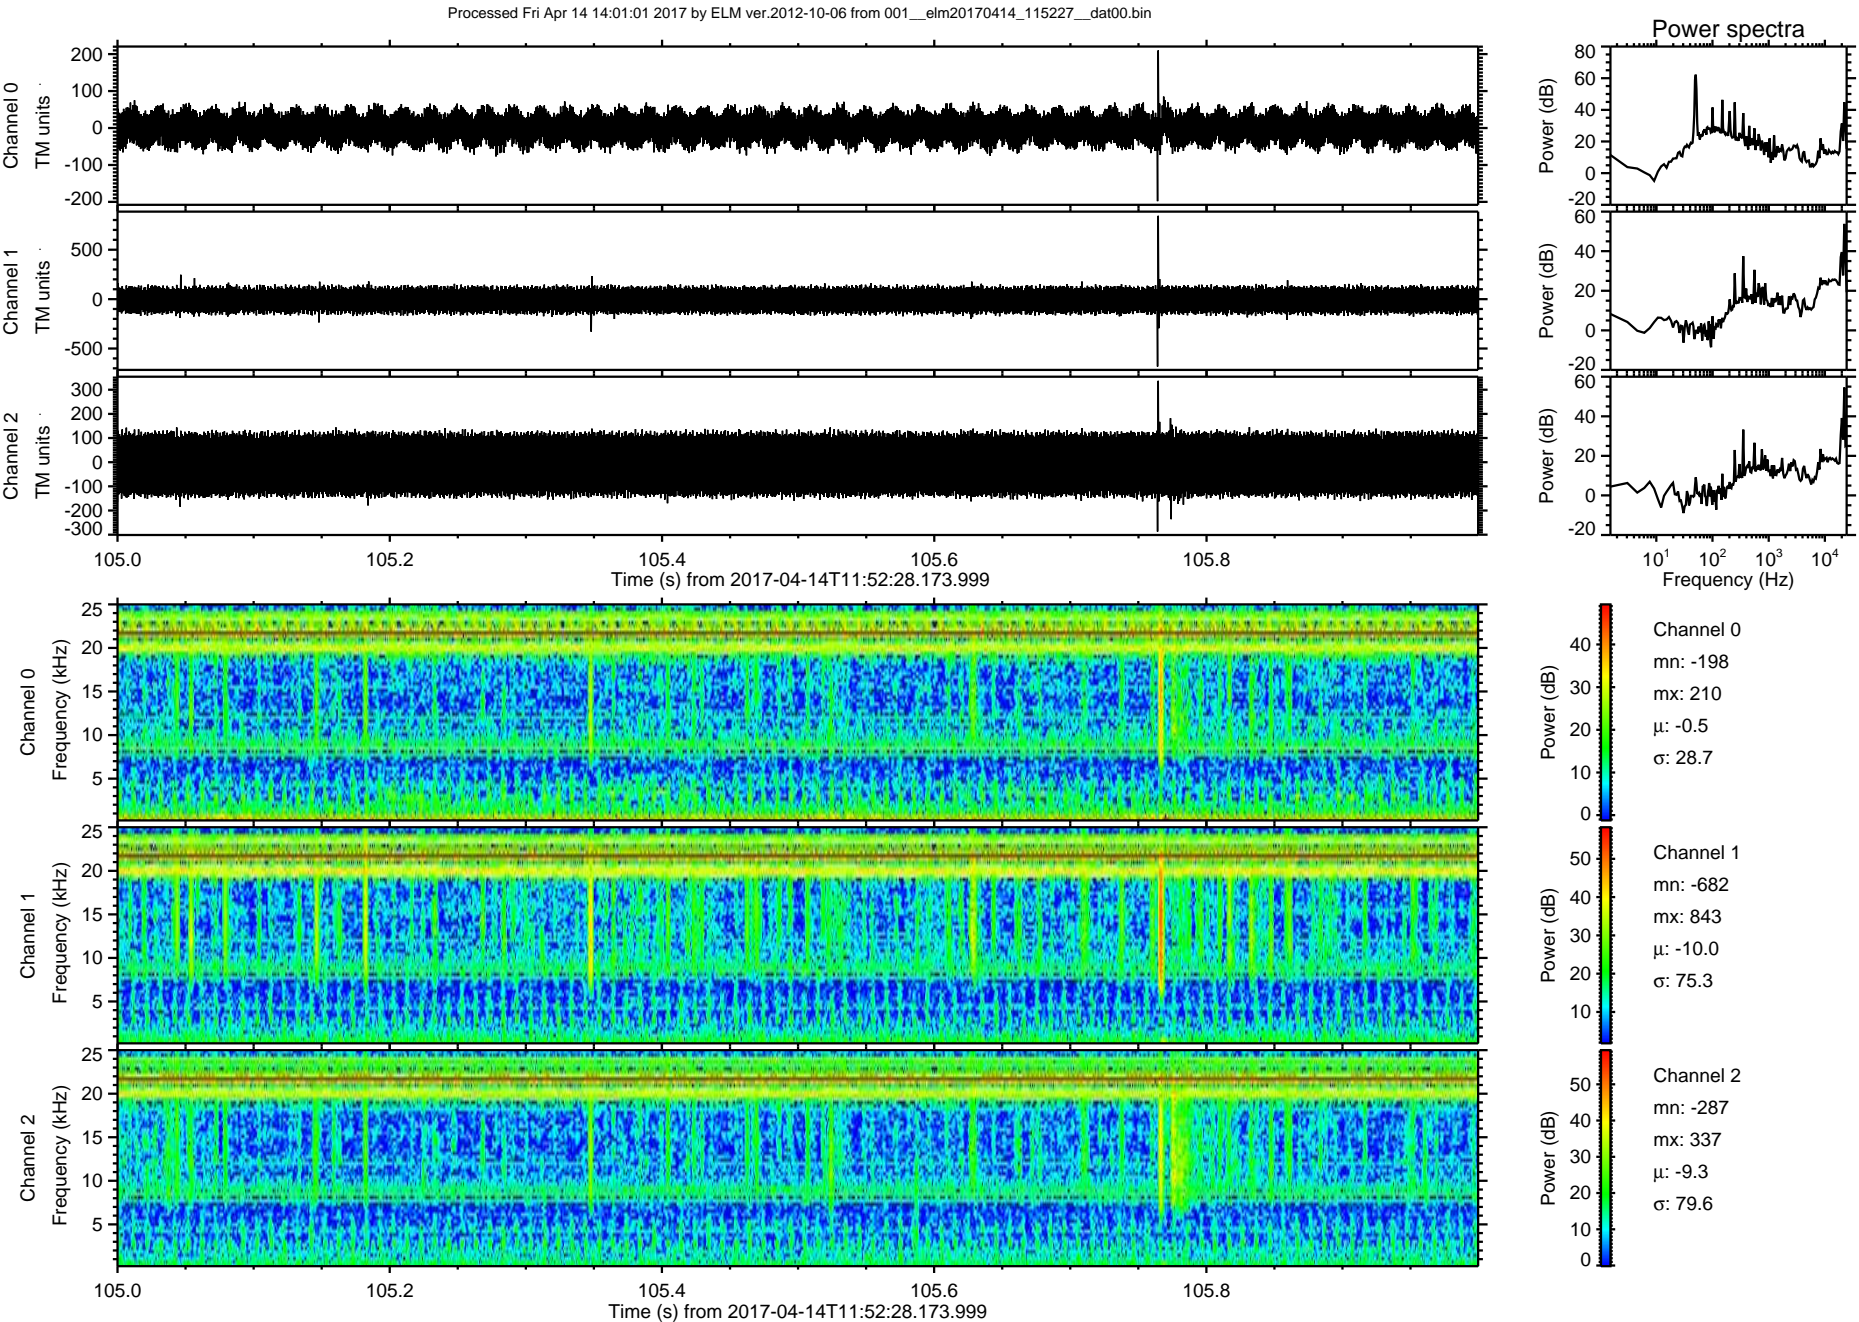 Processed Fri Apr 14 14:01:01 2017 by ELM ver.2012-10-06 from 001__elm20170414_115227__dat00.bin
Power spectra
Channel 0
TM units
200
100
0
-100
-200
Power (dB)
80
60
40
20
0
-20
Channel 1
TM units
500
0
-500
Power (dB)
60
40
20
0
-20
Channel 2
TM units
300
200
100
0
-100
-200
-300
Power (dB)
60
40
20
0
-20
105.0 105.2 105.4 105.6 105.8
Time (s) from 2017-04-14T11:52:28.173.999
10^1 10^2 10^3 10^4
Frequency (Hz)
Channel 0
Frequency (kHz)
25
20
15
10
5
Power (dB)
40
30
20
10
0
Channel 0
mn: -198
mx: 210
μ: -0.5
σ: 28.7
Channel 1
Frequency (kHz)
25
20
15
10
5
Power (dB)
50
40
30
20
10
Channel 1
mn: -682
mx: 843
μ: -10.0
σ: 75.3
Channel 2
Frequency (kHz)
25
20
15
10
5
Power (dB)
50
40
30
20
10
0
Channel 2
mn: -287
mx: 337
μ: -9.3
σ: 79.6
105.0 105.2 105.4 105.6 105.8
Time (s) from 2017-04-14T11:52:28.173.999